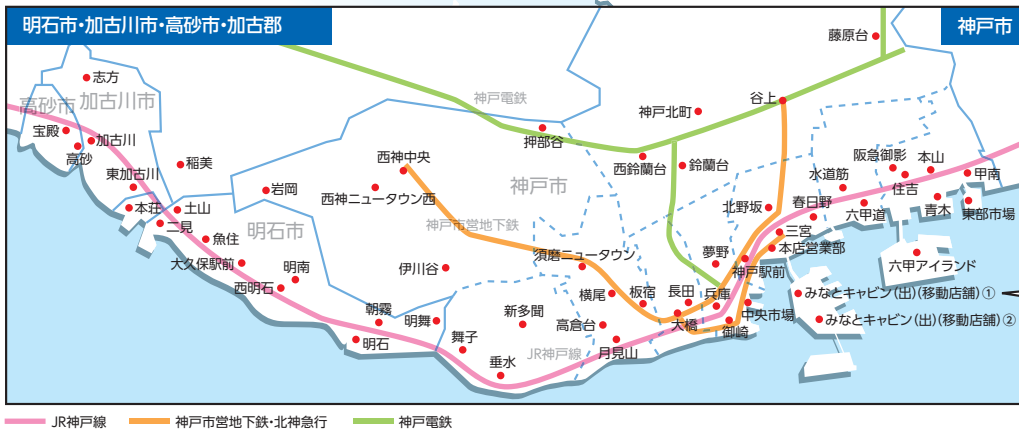 明石市・加古川市・高砂市・加古郡
神戸市
藤原台
志方
加古川市
高砂市
神戸電鉄
神戸北町
谷上
宝殿
加古川
高砂
押部谷
稲美
西神中央
西鈴蘭台
鈴蘭台
阪急御影
本山
東加古川
岩岡
西神ニュータウン西
神戸市
水道筋
住吉
甲南
本荘
土山
北野坂
春日野
六甲道
青木
東部市場
二見
明石市
神戸市営地下鉄
三宮
魚住
本店営業部
大久保駅前
伊川谷
須磨ニュータウン
夢野
神戸駅前
六甲アイランド
西明石
明南
横尾
板宿
長田
兵庫
みなとキャビン(出)(移動店舗)①
朝霧
明舞
新多聞
高倉台
大橋
御崎
中央市場
みなとキャビン(出)(移動店舗)②
明石
舞子
月見山
垂水
JR神戸線
JR神戸線
神戸市営地下鉄・北神急行
神戸電鉄